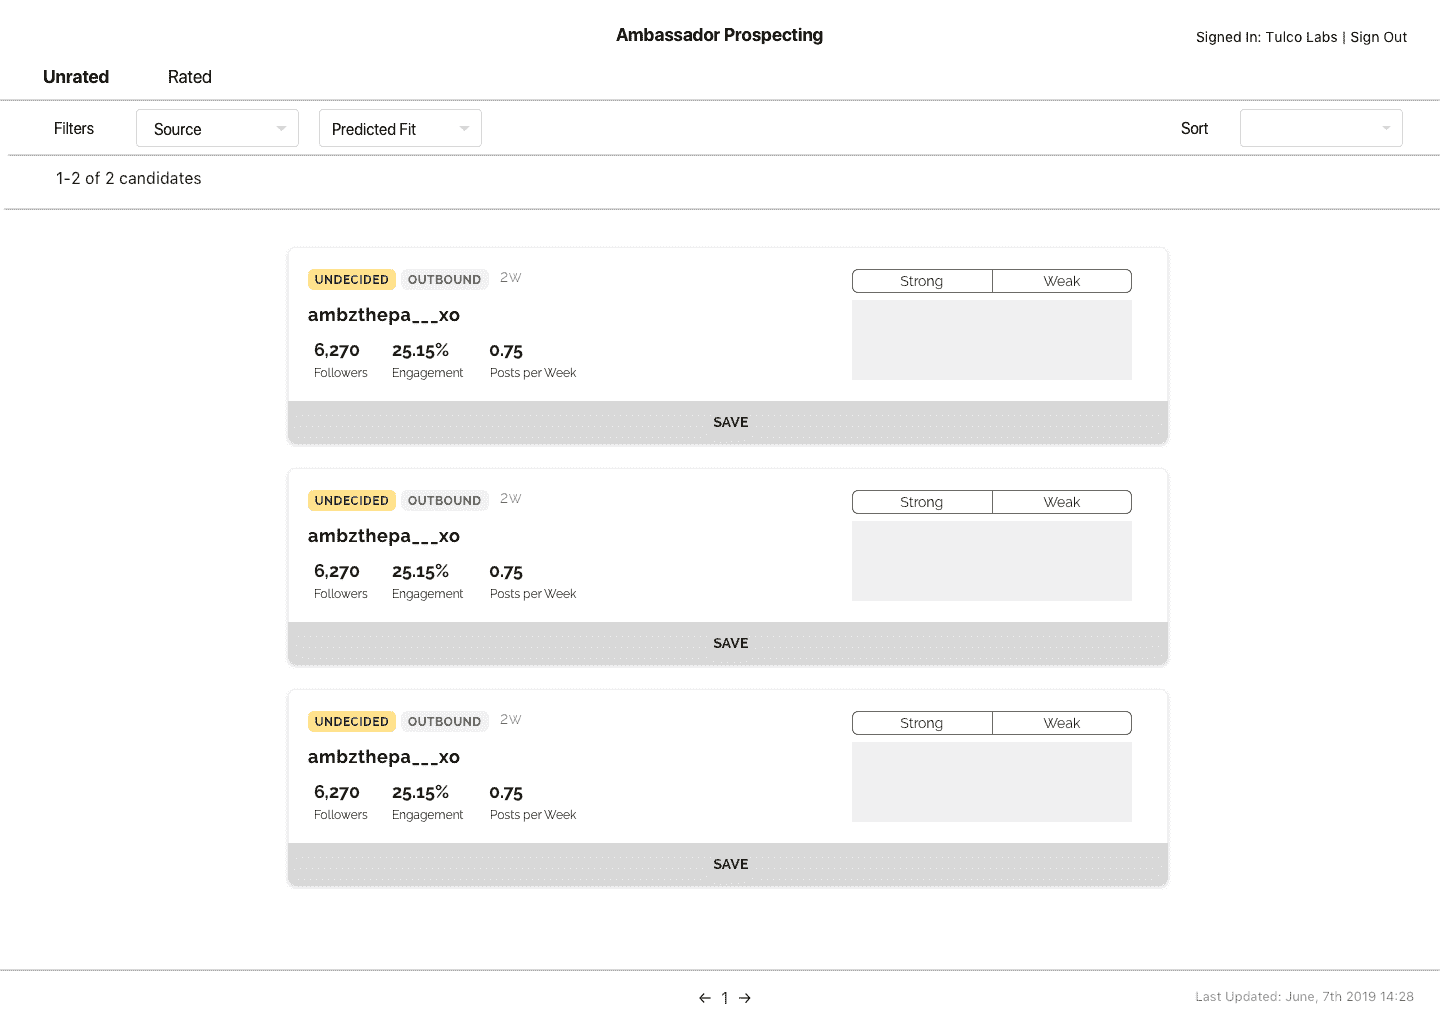 Ambassador Prospecting
Signed In: Tulco Labs | Sign Out
Unrated Rated
Filters Source Predicted Fit Sort
1-2 of 2 candidates
UNDECIDED OUTBOUND 2W Strong Weak
ambzthepa___xo
6,270 25.15% 0.75
Followers Engagement Posts per Week
SAVE
UNDECIDED OUTBOUND 2W Strong Weak
ambzthepa___xo
6,270 25.15% 0.75
Followers Engagement Posts per Week
SAVE
UNDECIDED OUTBOUND 2W Strong Weak
ambzthepa___xo
6,270 25.15% 0.75
Followers Engagement Posts per Week
SAVE
← 1 →
Last Updated: June, 7th 2019 14:28